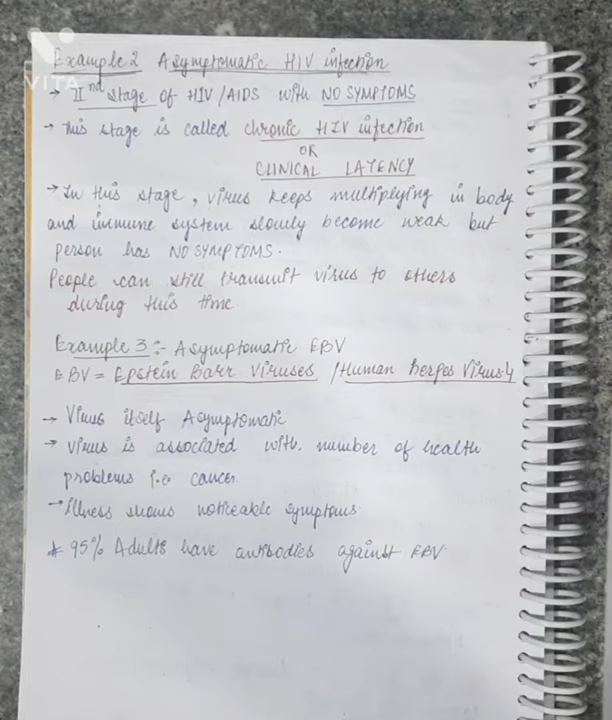 VITA
Example 2 Asymptomatic HIV infection
→ IInd stage of HIV/AIDS with NO SYMPTOMS
→ This stage is called chronic HIV infection
OR
CLINICAL LATENCY
→ In this stage, virus keeps multiplying in body
and immune system slowly become weak but
person has NO SYMPTOMS.
People can still transmit virus to others
during this time
Example 3:- Asymptomatic EBV
EBV = Epstein Barr Viruses / Human herpes Virus 4
→ Virus itself Asymptomatic
→ Virus is associated with. number of health
problems i.e cancer
→ Illness shows noticeable symptoms.
* 95% Adults have antibodies against EBV